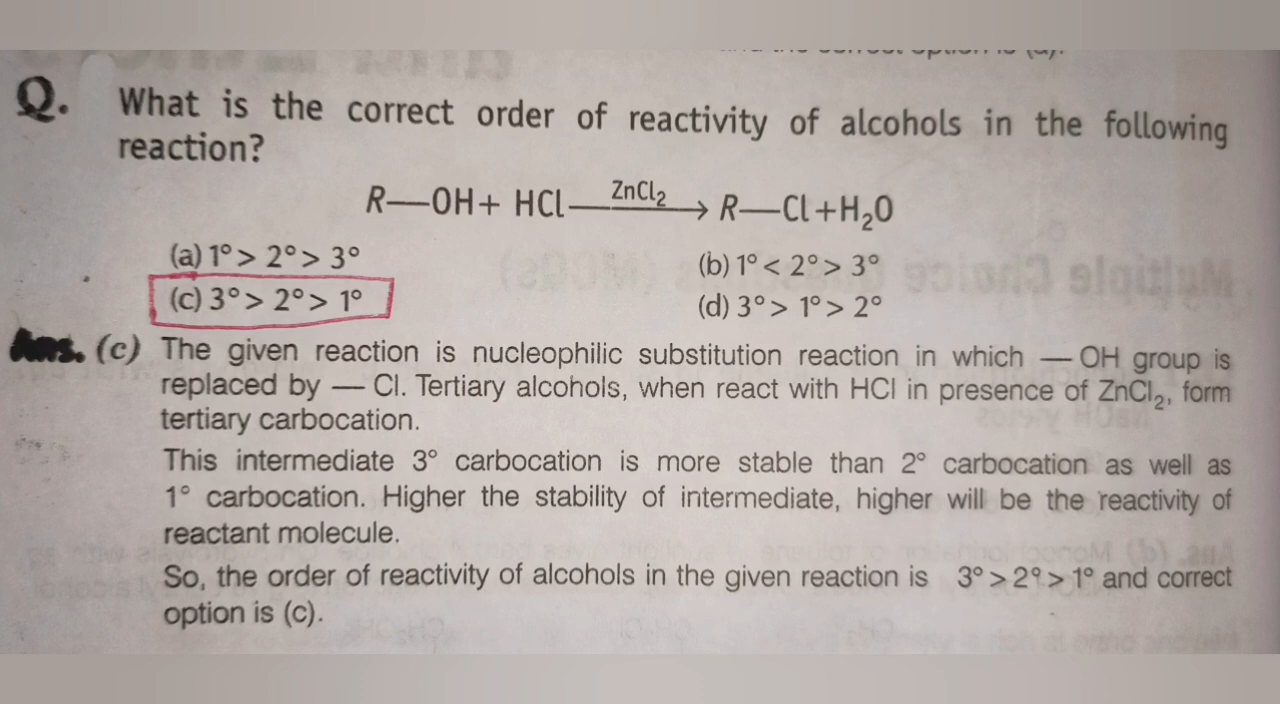 Q. What is the correct order of reactivity of alcohols in the following
reaction?
R—OH+ HCl —ZnCl₂→ R—Cl+H₂O
(a) 1° > 2° > 3° (b) 1° < 2° > 3°
(c) 3° > 2° > 1° (d) 3° > 1° > 2°
Ans. (c) The given reaction is nucleophilic substitution reaction in which — OH group is
replaced by — Cl. Tertiary alcohols, when react with HCl in presence of ZnCl₂, form
tertiary carbocation.
This intermediate 3° carbocation is more stable than 2° carbocation as well as
1° carbocation. Higher the stability of intermediate, higher will be the reactivity of
reactant molecule.
So, the order of reactivity of alcohols in the given reaction is 3° > 2° > 1° and correct
option is (c).